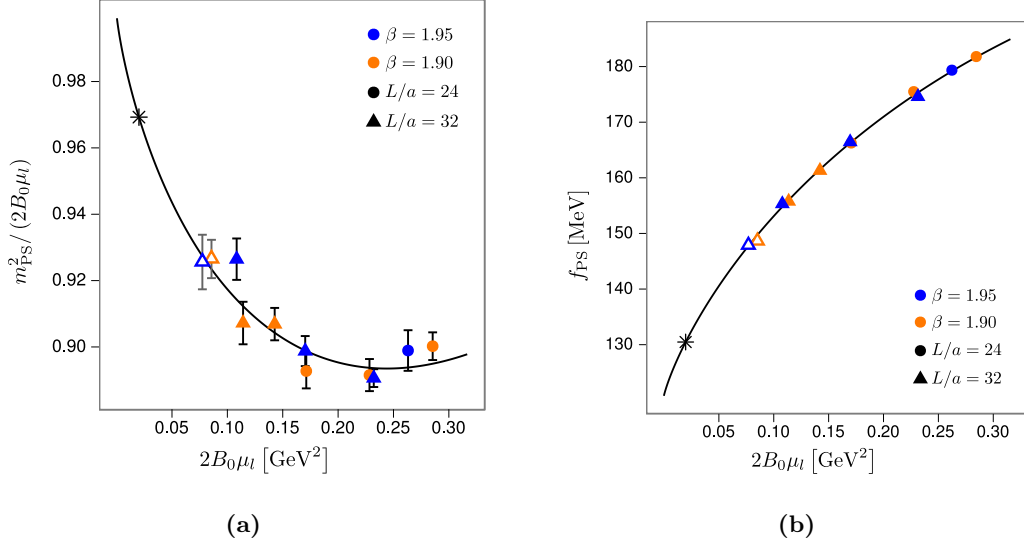 0.98
0.96
0.94
0.92
0.90
m²_PS / (2B₀μ_l)
β = 1.95
β = 1.90
L/a = 24
L/a = 32
0.05 0.10 0.15 0.20 0.25 0.30
2B₀μ_l [GeV²]
(a)
180
170
160
150
140
130
f_PS [MeV]
β = 1.95
β = 1.90
L/a = 24
L/a = 32
0.05 0.10 0.15 0.20 0.25 0.30
2B₀μ_l [GeV²]
(b)